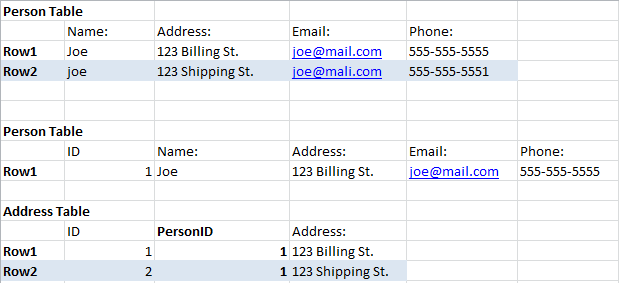 Person Table
Name: Address: Email: Phone:
Row1 Joe 123 Billing St. joe@mail.com 555-555-5555
Row2 joe 123 Shipping St. joe@mali.com 555-555-5551
Person Table
ID Name: Address: Email: Phone:
Row1 1 Joe 123 Billing St. joe@mail.com 555-555-5555
Address Table
ID PersonID Address:
Row1 1 1 123 Billing St.
Row2 2 1 123 Shipping St.